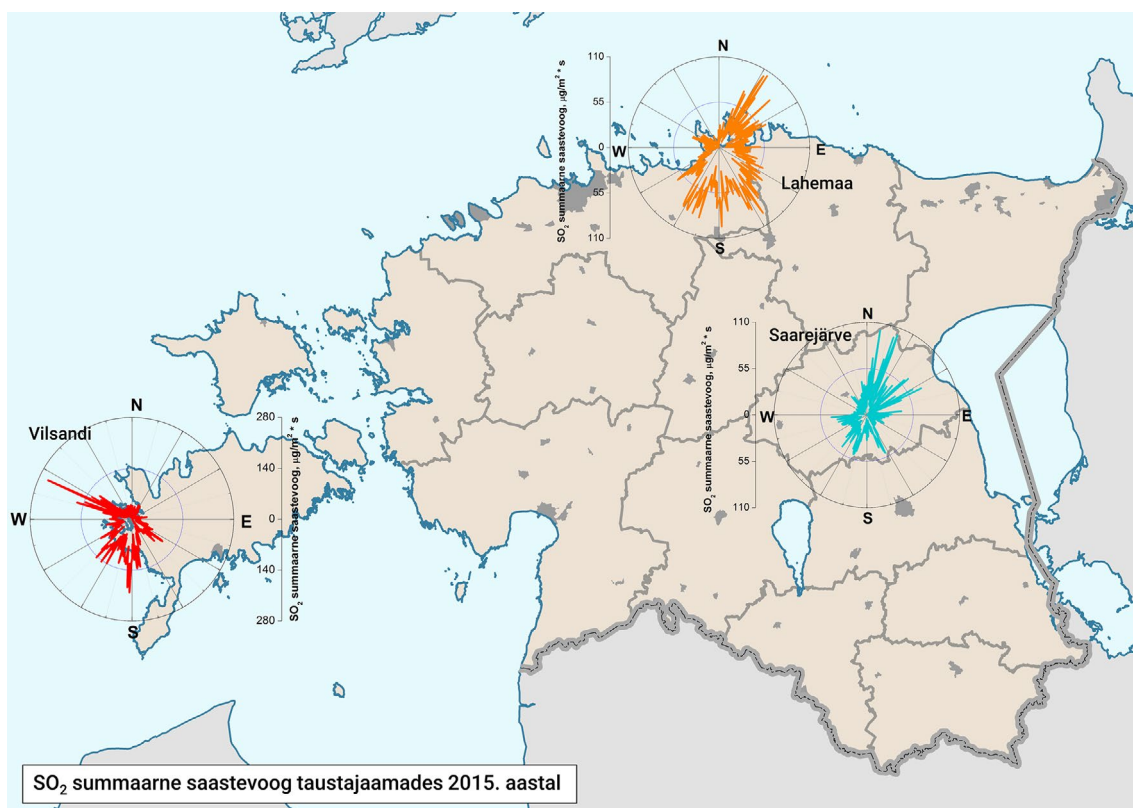 N
110
55
0
55
110
SO₂ summaarne saastevoog, µg/m² * s
W
E
S
Lahemaa
N
110
55
0
55
110
SO₂ summaarne saastevoog, µg/m² * s
Saarejärve
W
E
S
N
280
140
0
140
280
SO₂ summaarne saastevoog, µg/m² * s
Vilsandi
W
E
S
SO₂ summaarne saastevoog taustajaamades 2015. aastal